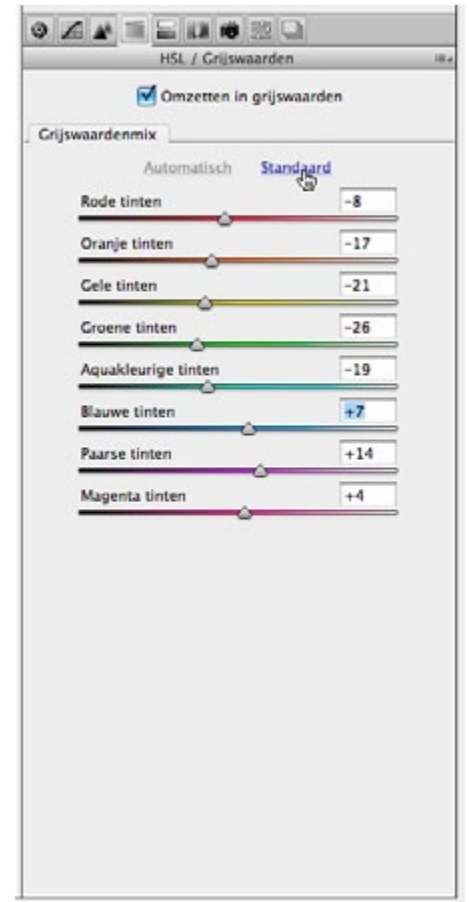 HSL / Grijswaarden
Omzetten in grijswaarden
Grijswaardenmix
Automatisch Standaard
Rode tinten -8
Oranje tinten -17
Gele tinten -21
Groene tinten -26
Aquakleurige tinten -19
Blauwe tinten +7
Paarse tinten +14
Magenta tinten +4